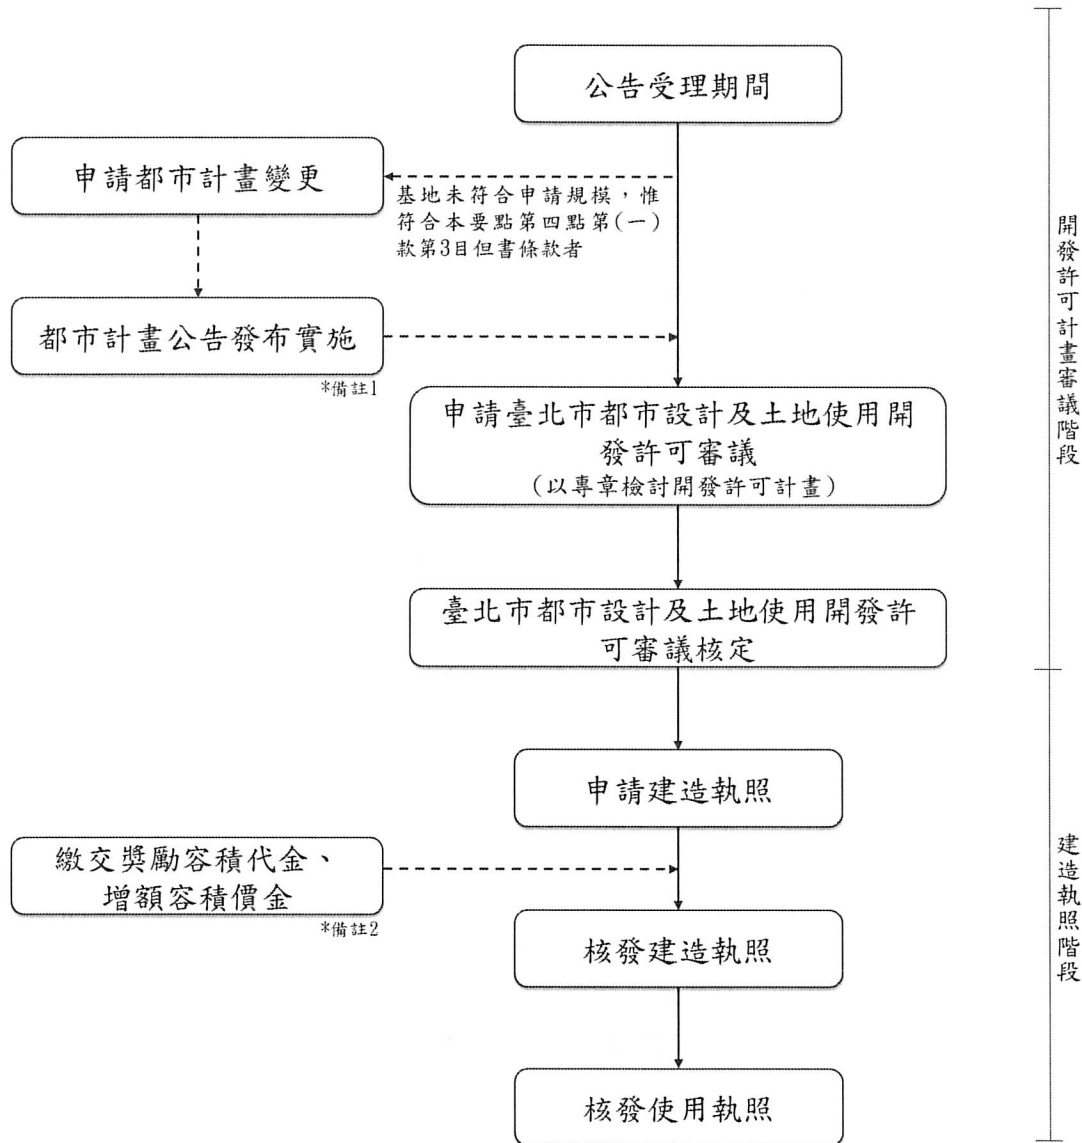 公告受理期間
申請都市計畫變更
基地未符合申請規模，惟
符合本要點第四點第(一)
款第3目但書條款者
都市計畫公告發布實施
*備註1
申請臺北市都市設計及土地使用開
發許可審議
(以專章檢討開發許可計畫)
臺北市都市設計及土地使用開發許
可審議核定
開發許可計畫審議階段
申請建造執照
繳交獎勵容積代金、
增額容積價金
*備註2
核發建造執照
核發使用執照
建造執照階段